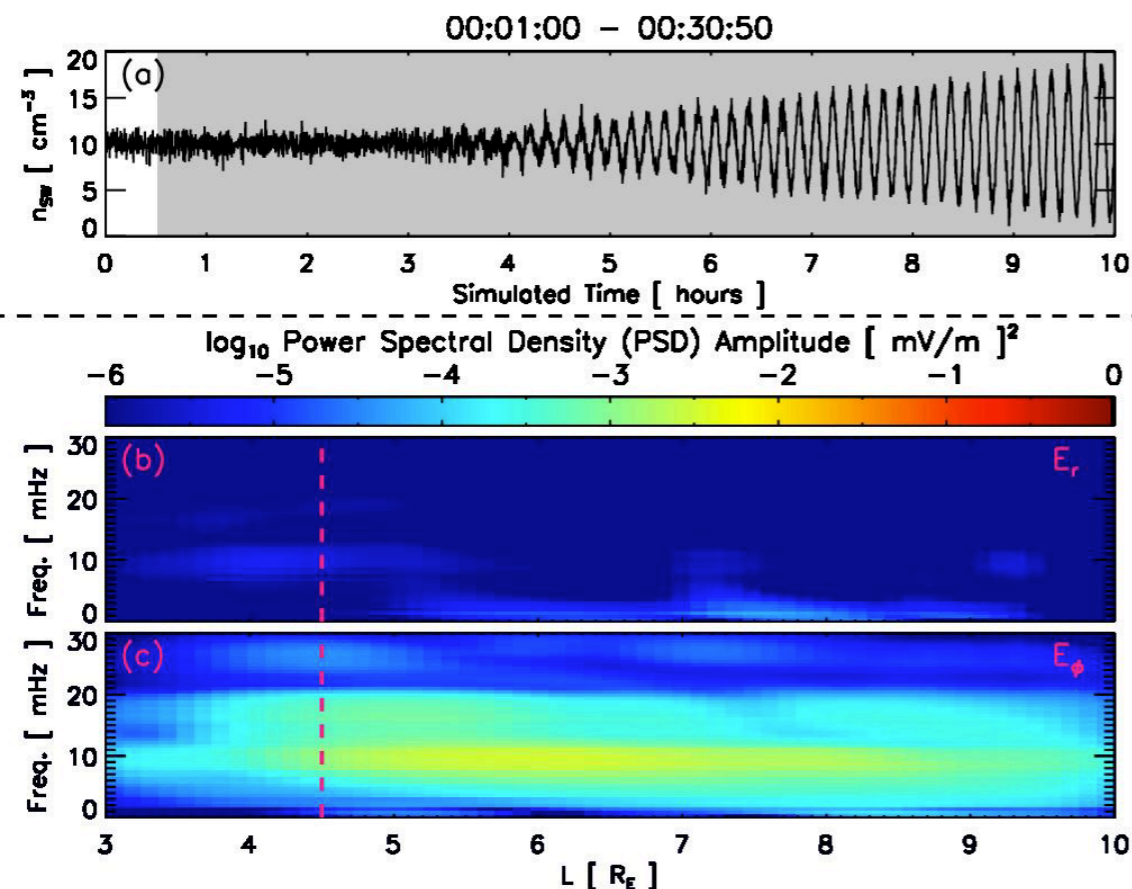 00:01:00 – 00:30:50
(a)
n_SW [ cm⁻³ ]
20
15
10
5
0
0 1 2 3 4 5 6 7 8 9 10
Simulated Time [ hours ]
log₁₀ Power Spectral Density (PSD) Amplitude [ mV/m ]²
−6 −5 −4 −3 −2 −1 0
(b) E_r
Freq. [ mHz ]
30
20
10
0
(c) E_φ
Freq. [ mHz ]
30
20
10
0
3 4 5 6 7 8 9 10
L [ R_E ]